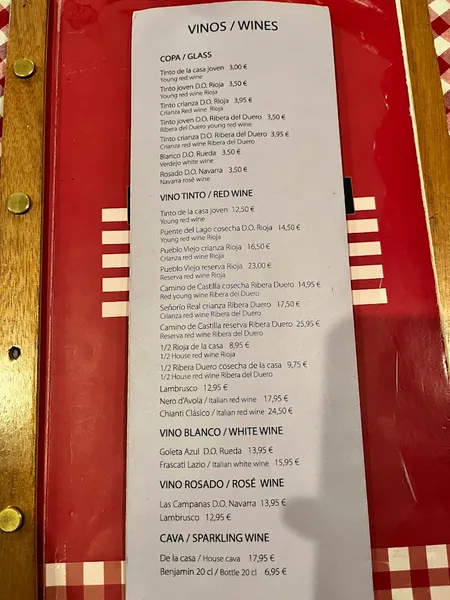 VINOS / WINES
COPA / GLASS
Tinto de la casa joven 3,00 €
Young red wine
Tinto joven D.O. Rioja 3,50 €
Young red wine Rioja
Tinto crianza D.O. Rioja 3,95 €
Crianza Red wine Rioja
Tinto joven D.O. Ribera del Duero 3,50 €
Ribera del Duero young red wine
Tinto crianza D.O. Ribera del Duero 3,95 €
Crianza red wine Ribera del Duero
Blanco D.O. Rueda 3,50 €
Verdejo white wine
Rosado D.O. Navarra 3,50 €
Navarra rosé wine
VINO TINTO / RED WINE
Tinto de la casa joven 12,50 €
Young red wine
Puente del Lago cosecha D.O. Rioja 14,50 €
Young red wine Rioja
Pueblo Viejo crianza Rioja 16,50 €
Crianza red wine Rioja
Pueblo Viejo reserva Rioja 23,00 €
Reserva red wine Rioja
Camino de Castilla cosecha Ribera Duero 14,95 €
Red young wine Ribera del Duero
Señorío Real crianza Ribera Duero 17,50 €
Crianza red wine Ribera del Duero
Camino de Castilla reserva Ribera Duero 25,95 €
Reserva red wine Ribera del Duero
1/2 Rioja de la casa 8,95 €
1/2 House red wine Rioja
1/2 Ribera Duero cosecha de la casa 9,75 €
1/2 House red wine Ribera del Duero
Lambrusco 12,95 €
Nero d'Avola / Italian red wine 17,95 €
Chianti Clásico / Italian red wine 24,50 €
VINO BLANCO / WHITE WINE
Goleta Azul D.O. Rueda 13,95 €
Frascati Lazio / Italian white wine 15,95 €
VINO ROSADO / ROSÉ WINE
Las Campanas D.O. Navarra 13,95 €
Lambrusco 12,95 €
CAVA / SPARKLING WINE
De la casa / House cava 17,95 €
Benjamín 20 cl / Bottle 20 cl 6,95 €